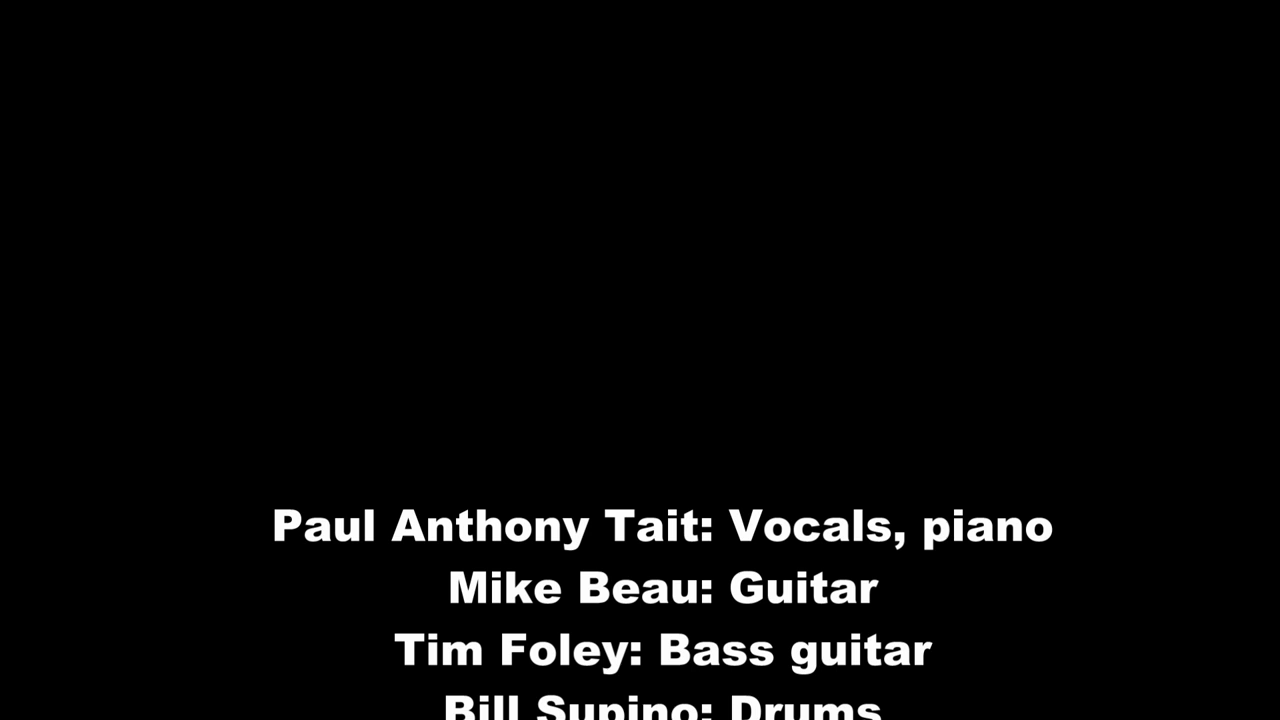 Paul Anthony Tait: Vocals, piano
Mike Beau: Guitar
Tim Foley: Bass guitar
Bill Supino: Drums